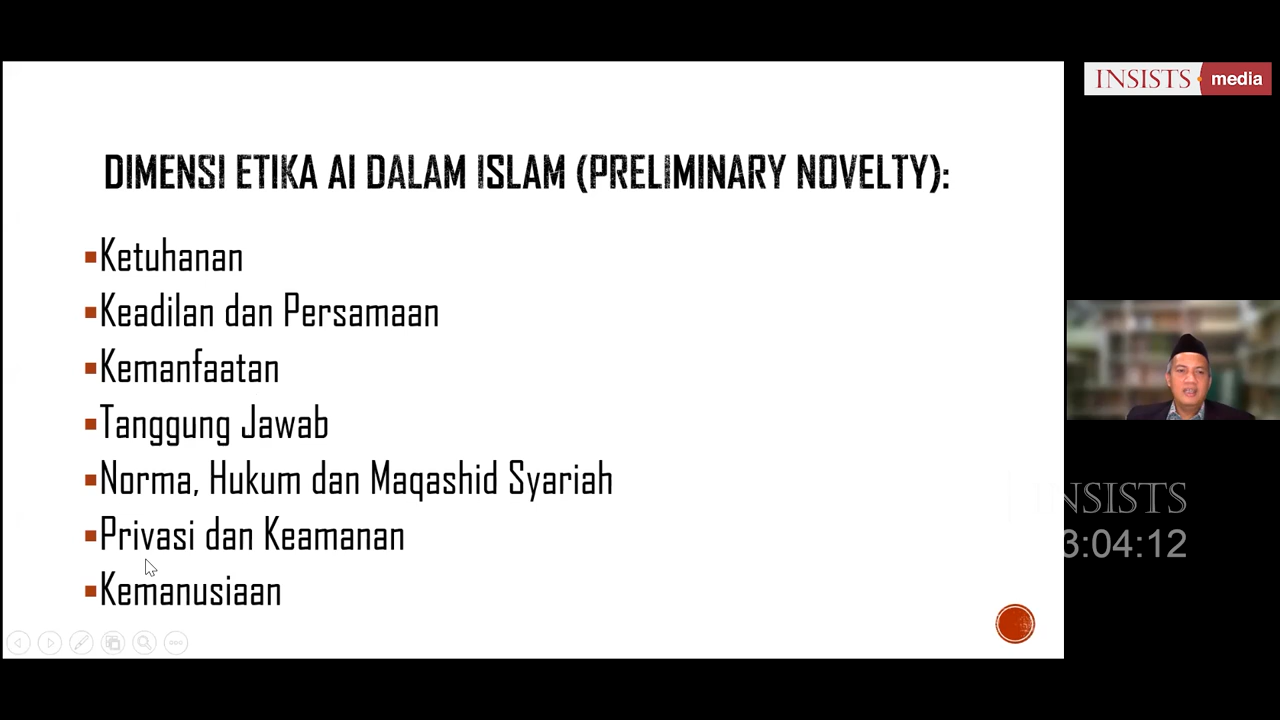 INSISTS media
DIMENSI ETIKA AI DALAM ISLAM (PRELIMINARY NOVELTY):
Ketuhanan
Keadilan dan Persamaan
Kemanfaatan
Tanggung Jawab
Norma, Hukum dan Maqashid Syariah
Privasi dan Keamanan
Kemanusiaan
INSISTS
3:04:12